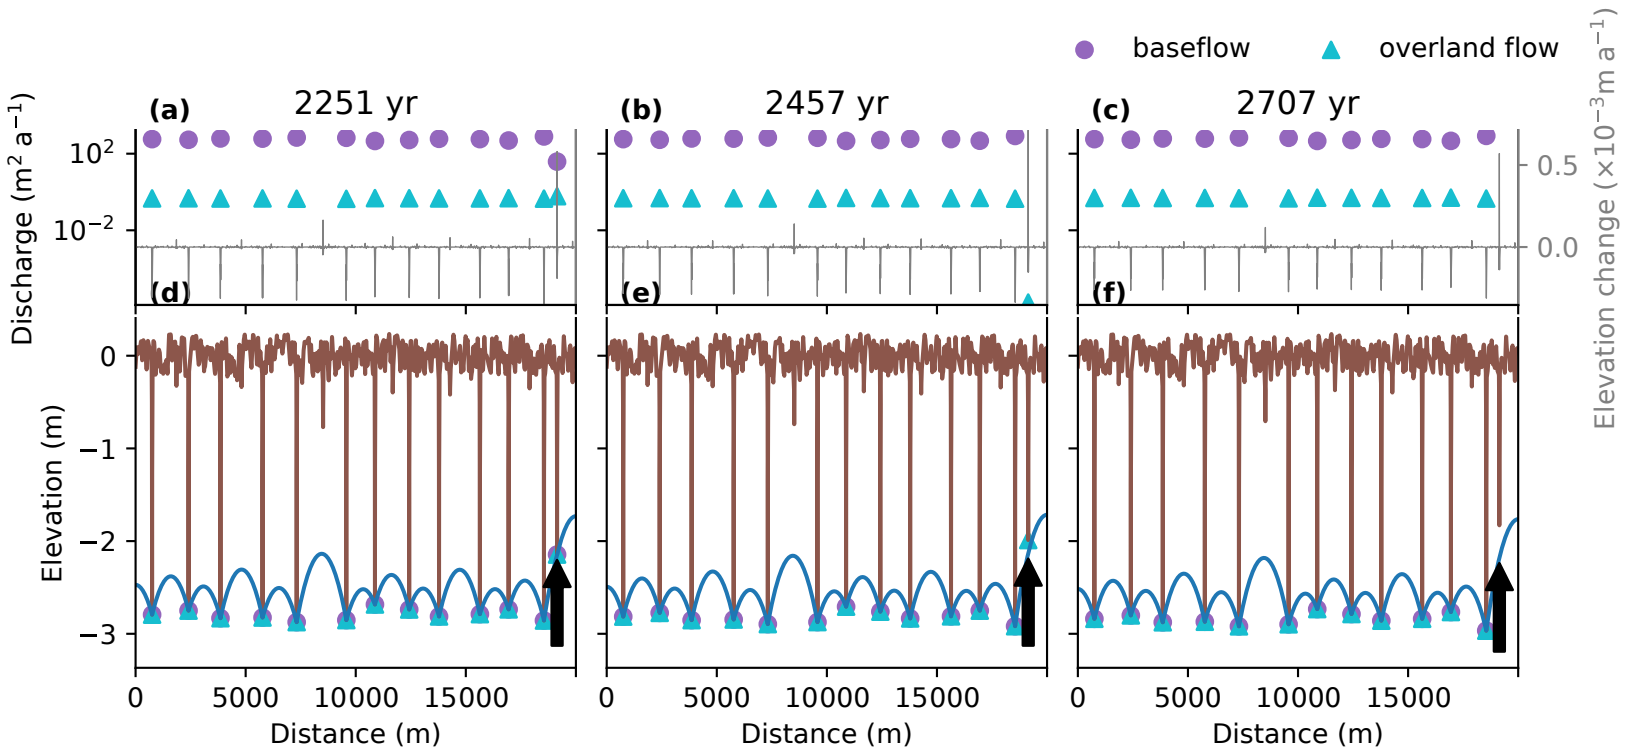 baseflow overland flow
(a) 2251 yr (b) 2457 yr (c) 2707 yr
Discharge (m² a⁻¹)
10²
10⁻²
Elevation change (×10⁻³m a⁻¹)
0.5
0.0
(d) (e) (f)
Elevation (m)
0
−1
−2
−3
0 5000 10000 15000 0 5000 10000 15000 0 5000 10000 15000
Distance (m) Distance (m) Distance (m)